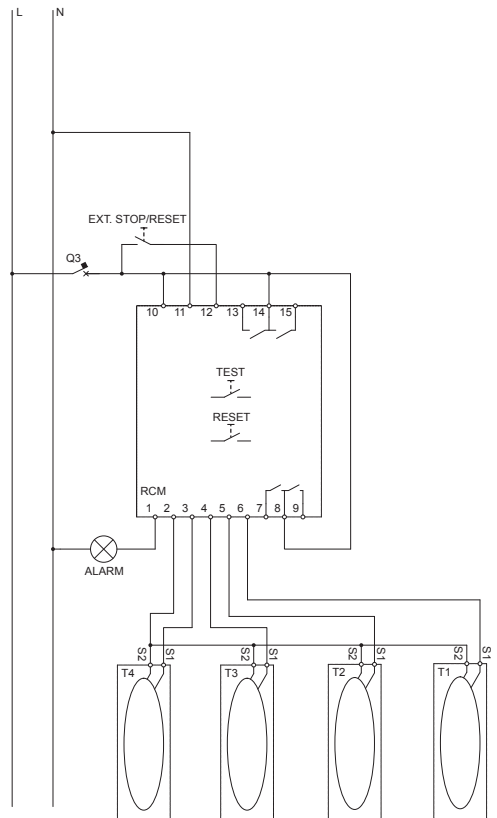 L N
EXT. STOP/RESET
Q3
10 11 12 13 14 15
TEST
RESET
RCM
1 2 3 4 5 6 7 8 9
ALARM
S2 S1 S2 S1 S2 S1 S2 S1
T4 T3 T2 T1